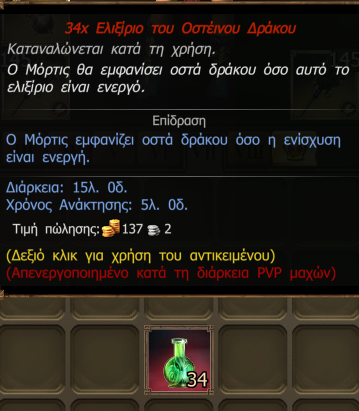 34x Ελιξίριο του Οστέινου Δράκου
Καταναλώνεται κατά τη χρήση.
Ο Μόρτις θα εμφανίσει οστά δράκου όσο αυτό το
ελιξίριο είναι ενεργό.
Επίδραση
Ο Μόρτις εμφανίζει οστά δράκου όσο η ενίσχυση
είναι ενεργή.
Διάρκεια: 15λ. 0δ.
Χρόνος Ανάκτησης: 5λ. 0δ.
Τιμή πώλησης: 137 2
(Δεξιό κλικ για χρήση του αντικειμένου)
(Απενεργοποιημένο κατά τη διάρκεια PVP μαχών)
34